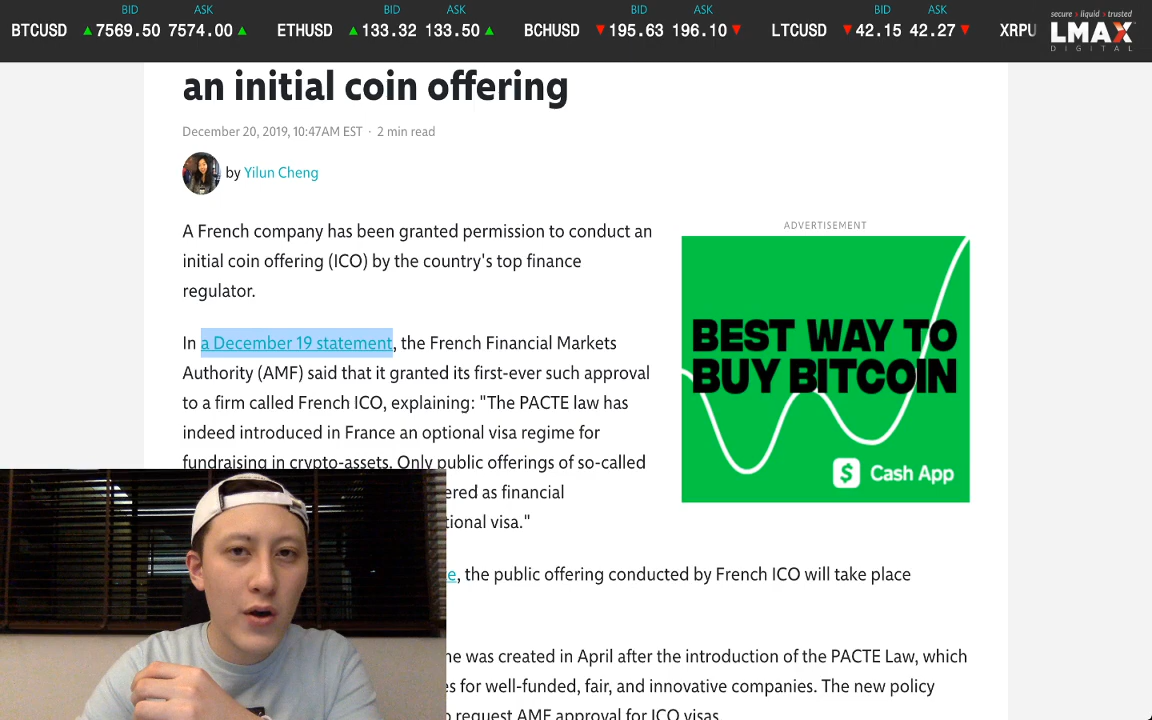 BID ASK BID ASK BID ASK BID ASK
BTCUSD 7569.50 7574.00 ETHUSD 133.32 133.50 BCHUSD 195.63 196.10 LTCUSD 42.15 42.27 XRPU
secure › liquid › trusted
LMAX
DIGITAL
an initial coin offering
December 20, 2019, 10:47AM EST · 2 min read
by Yilun Cheng
A French company has been granted permission to conduct an
initial coin offering (ICO) by the country's top finance
regulator.
In a December 19 statement, the French Financial Markets
Authority (AMF) said that it granted its first-ever such approval
to a firm called French ICO, explaining: "The PACTE law has
indeed introduced in France an optional visa regime for
fundraising in crypto-assets. Only public offerings of so-called
ered as financial
tional visa."
e, the public offering conducted by French ICO will take place
ne was created in April after the introduction of the PACTE Law, which
es for well-funded, fair, and innovative companies. The new policy
o request AMF approval for ICO visas.
ADVERTISEMENT
BEST WAY TO
BUY BITCOIN
$ Cash App